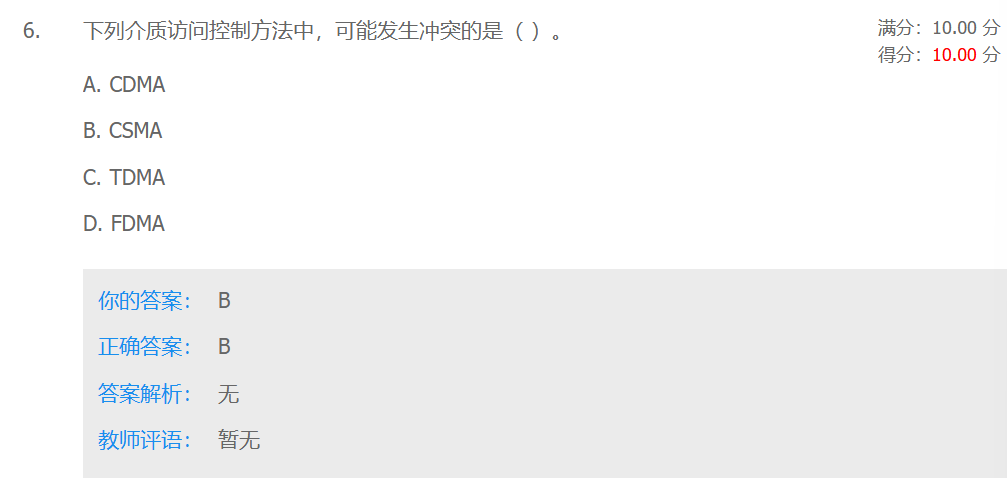 6. 下列介质访问控制方法中，可能发生冲突的是（ ）。
满分：10.00 分
得分：10.00 分
A. CDMA
B. CSMA
C. TDMA
D. FDMA
你的答案： B
正确答案： B
答案解析： 无
教师评语： 暂无